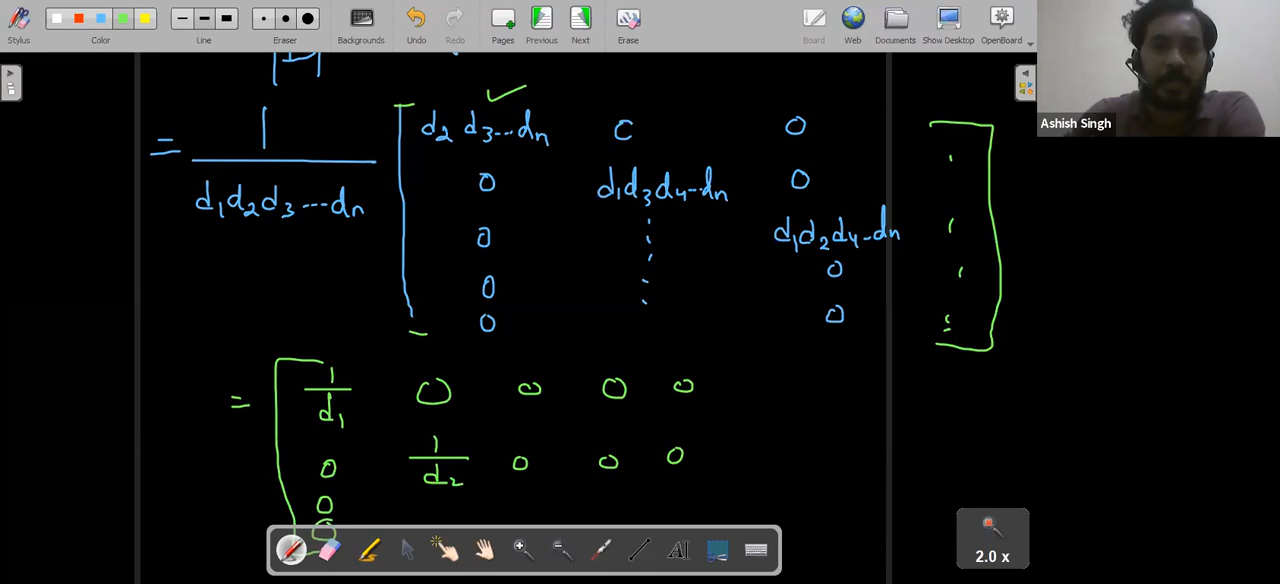 Stylus Color Line Eraser Backgrounds Undo Redo Pages Previous Next Erase Board Web Documents Show Desktop OpenBoard
Ashish Singh
|D|
= 1 / d₁d₂d₃---dₙ [ d₂ d₃---dₙ C 0
0 d₁d₃d₄--dₙ 0
0 ⋮ d₁d₂d₄--dₙ
0 ⋮ 0
0 0 ]
= [ 1/d₁ 0 0 0 0
0 1/d₂ 0 0 0
0
0
2.0 x